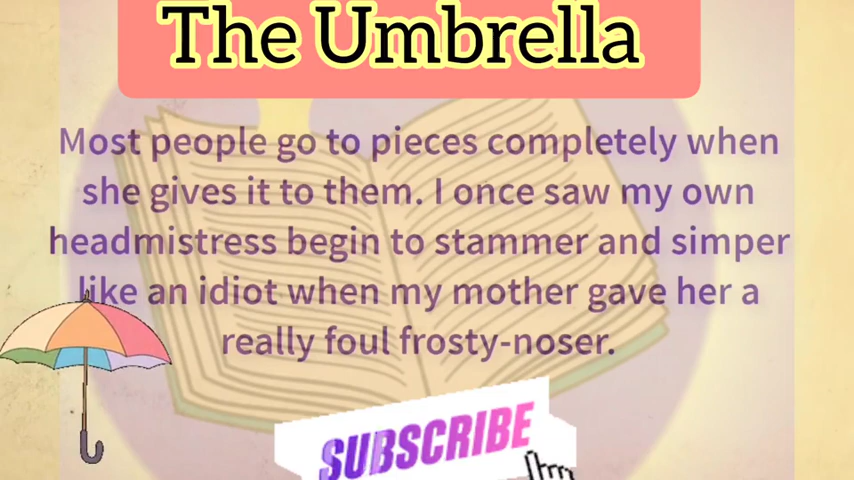 The Umbrella
Most people go to pieces completely when
she gives it to them. I once saw my own
headmistress begin to stammer and simper
like an idiot when my mother gave her a
really foul frosty-noser.
SUBSCRIBE